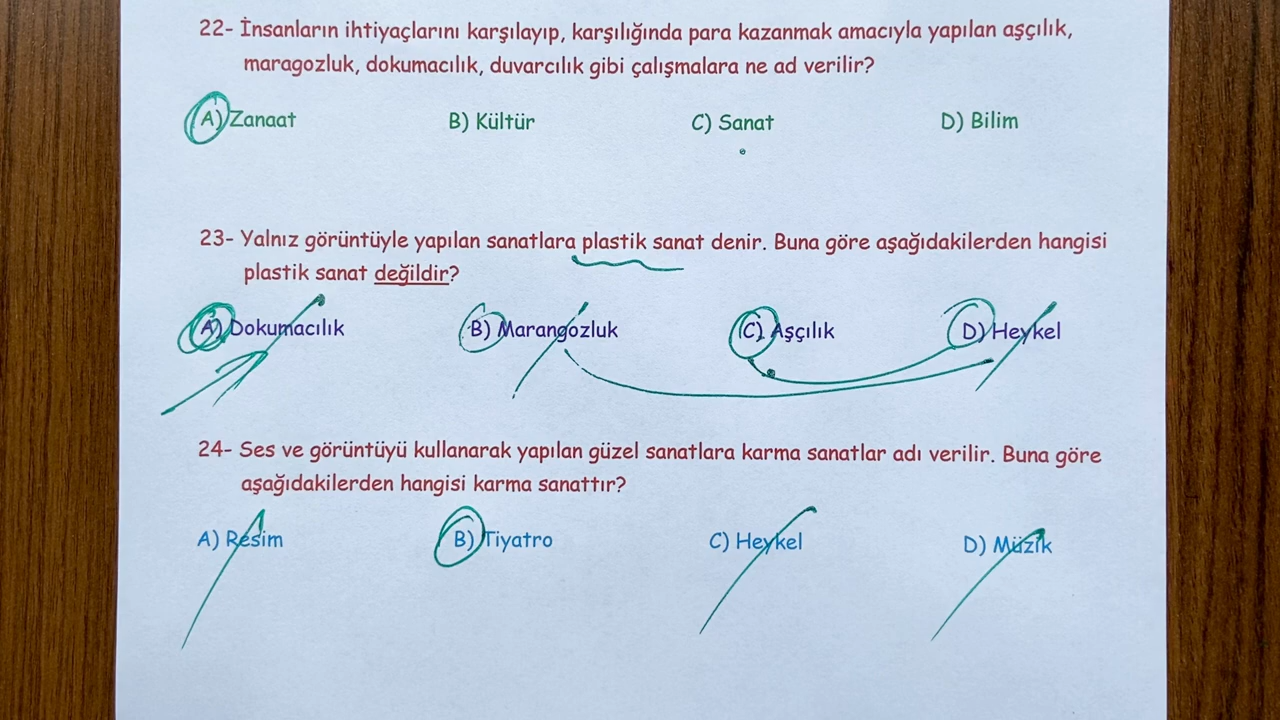 22- İnsanların ihtiyaçlarını karşılayıp, karşılığında para kazanmak amacıyla yapılan aşçılık,
maragozluk, dokumacılık, duvarcılık gibi çalışmalara ne ad verilir?
A) Zanaat B) Kültür C) Sanat D) Bilim
23- Yalnız görüntüyle yapılan sanatlara plastik sanat denir. Buna göre aşağıdakilerden hangisi
plastik sanat değildir?
A) Dokumacılık B) Marangozluk C) Aşçılık D) Heykel
24- Ses ve görüntüyü kullanarak yapılan güzel sanatlara karma sanatlar adı verilir. Buna göre
aşağıdakilerden hangisi karma sanattır?
A) Resim B) Tiyatro C) Heykel D) Müzik